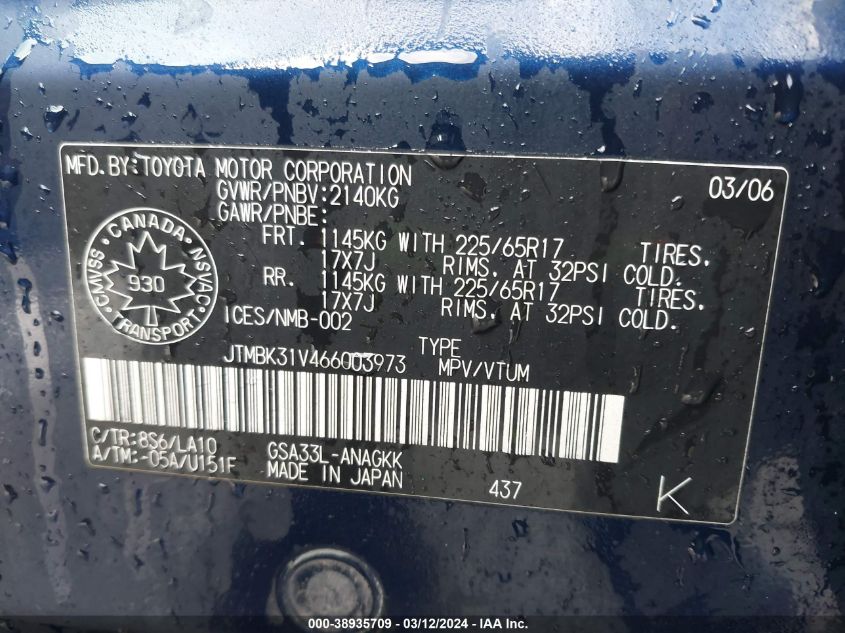 MFD. BY: TOYOTA MOTOR CORPORATION 03/06
GVWR/PNBV: 2140KG
GAWR/PNBE:
FRT. 1145KG WITH 225/65R17 TIRES.
17X7J RIMS. AT 32PSI COLD.
RR. 1145KG WITH 225/65R17 TIRES.
17X7J RIMS. AT 32PSI COLD.
ICES/NMB-002
CANADA
CMVSS 930 NSVAC
TRANSPORT
JTMBK31V466003973 TYPE
MPV/VTUM
C/TR: 8S6/LA10 GSA33L-ANAGKK
A/TM: -05A/U151F MADE IN JAPAN
437 K
000-38935709 - 03/12/2024 - IAA Inc.